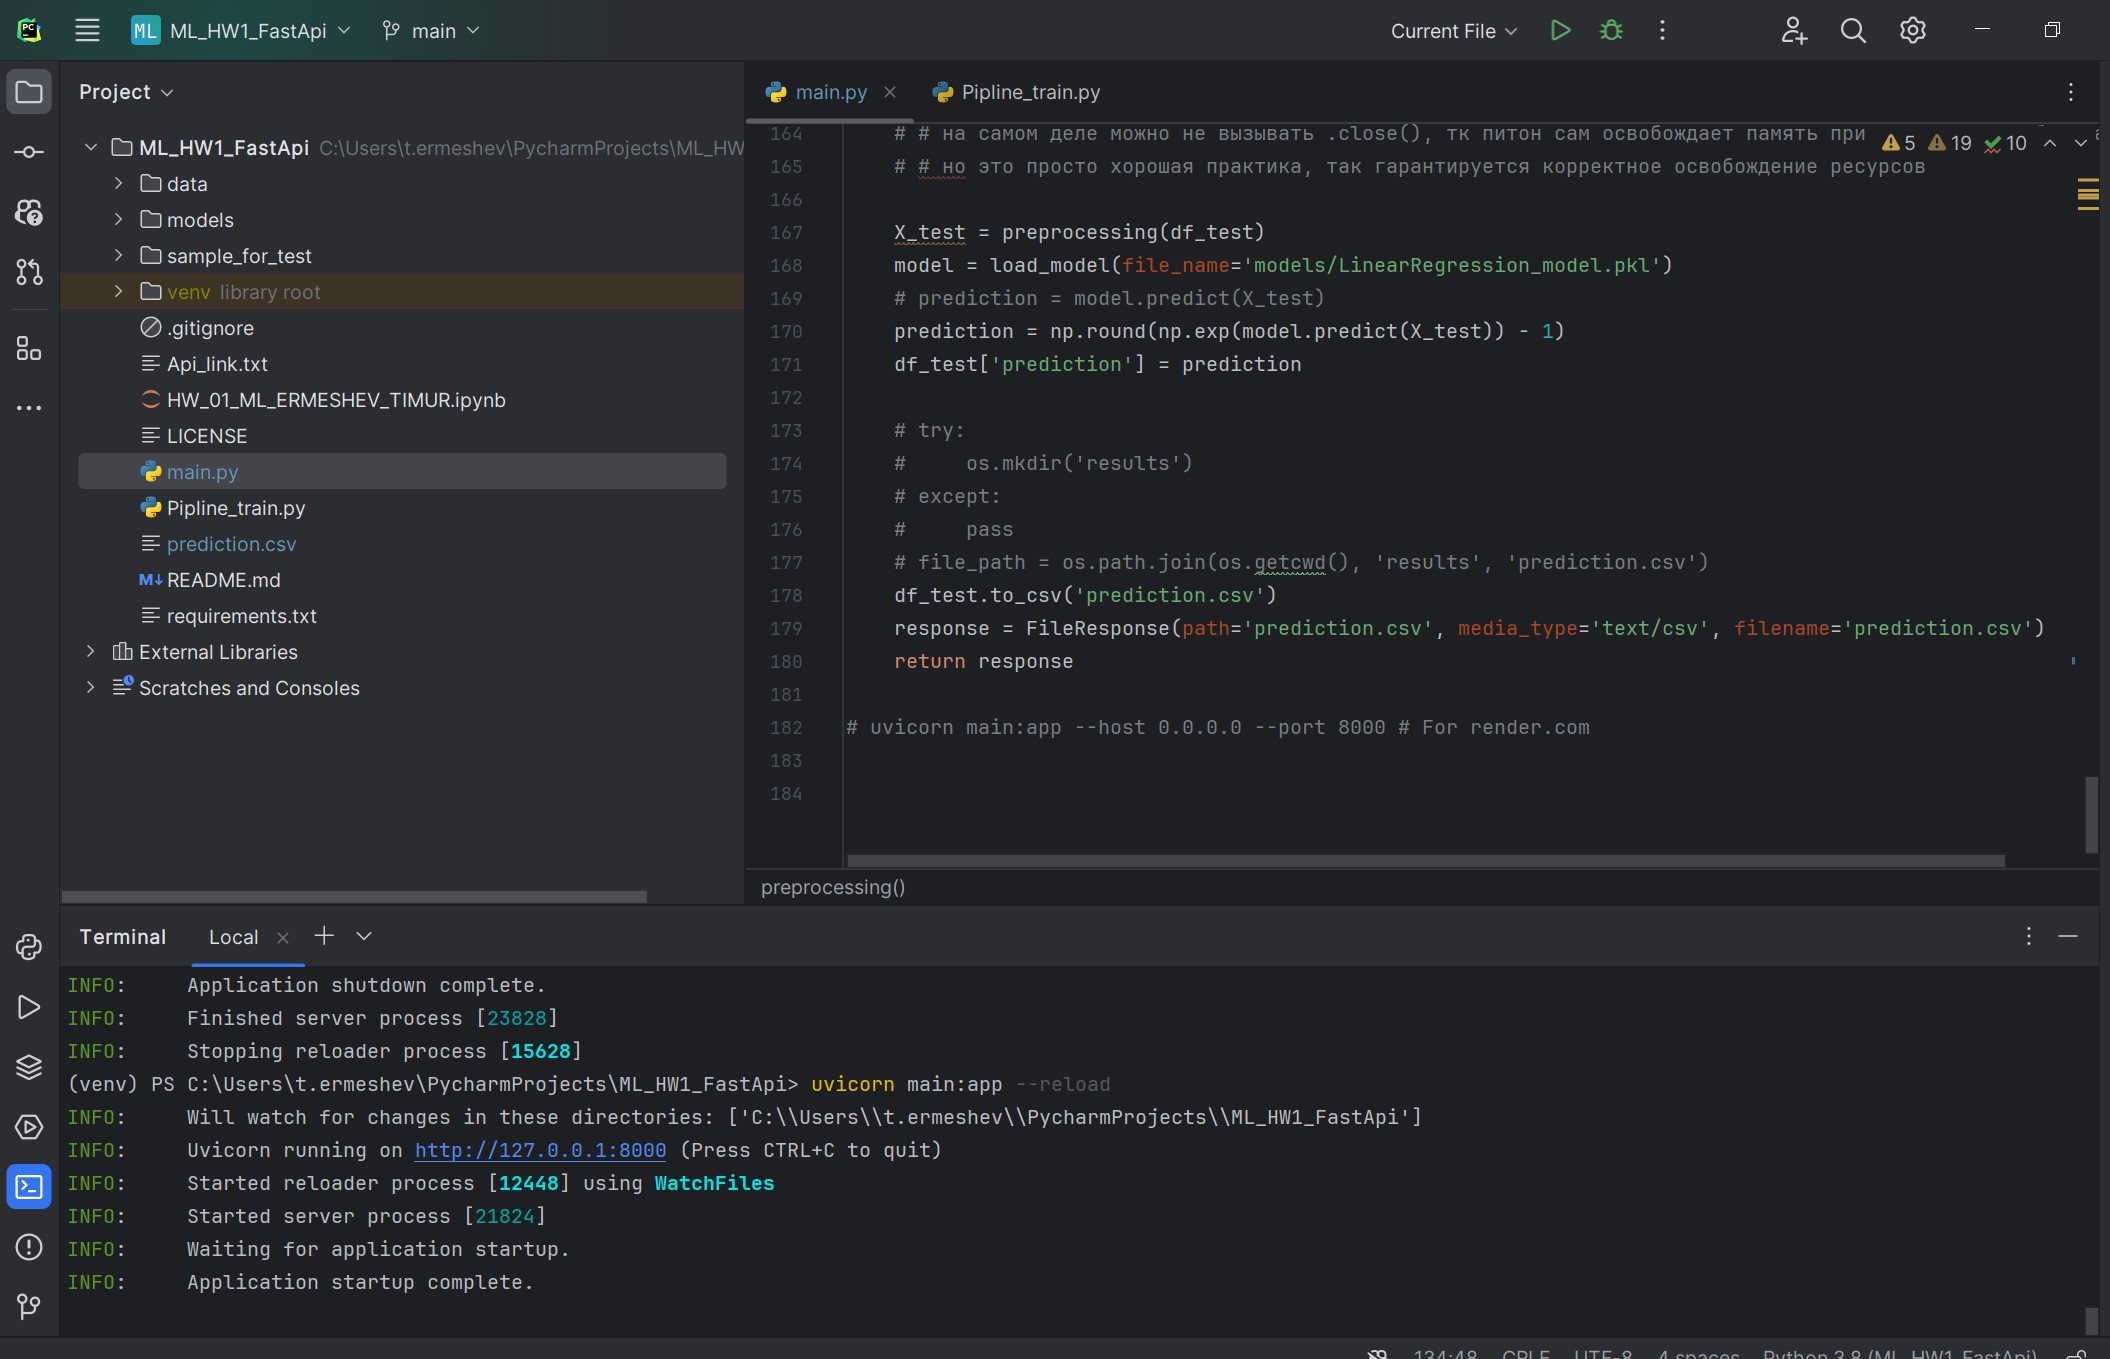 PC
ML ML_HW1_FastApi main Current File
Project
main.py Pipline_train.py
ML_HW1_FastApi C:\Users\t.ermeshev\PycharmProjects\ML_HW
data
models
sample_for_test
venv library root
.gitignore
Api_link.txt
HW_01_ML_ERMESHEV_TIMUR.ipynb
LICENSE
main.py
Pipline_train.py
prediction.csv
M↓ README.md
requirements.txt
External Libraries
Scratches and Consoles
5 19 10
164 # # на самом деле можно не вызывать .close(), тк питон сам освобождает память при
165 # # но это просто хорошая практика, так гарантируется корректное освобождение ресурсов
166
167 X_test = preprocessing(df_test)
168 model = load_model(file_name='models/LinearRegression_model.pkl')
169 # prediction = model.predict(X_test)
170 prediction = np.round(np.exp(model.predict(X_test)) - 1)
171 df_test['prediction'] = prediction
172
173 # try:
174 #     os.mkdir('results')
175 # except:
176 #     pass
177 # file_path = os.path.join(os.getcwd(), 'results', 'prediction.csv')
178 df_test.to_csv('prediction.csv')
179 response = FileResponse(path='prediction.csv', media_type='text/csv', filename='prediction.csv')
180 return response
181
182 # uvicorn main:app --host 0.0.0.0 --port 8000 # For render.com
183
184
preprocessing()
Terminal Local
INFO: Application shutdown complete.
INFO: Finished server process [23828]
INFO: Stopping reloader process [15628]
(venv) PS C:\Users\t.ermeshev\PycharmProjects\ML_HW1_FastApi> uvicorn main:app --reload
INFO: Will watch for changes in these directories: ['C:\\Users\\t.ermeshev\\PycharmProjects\\ML_HW1_FastApi']
INFO: Uvicorn running on http://127.0.0.1:8000 (Press CTRL+C to quit)
INFO: Started reloader process [12448] using WatchFiles
INFO: Started server process [21824]
INFO: Waiting for application startup.
INFO: Application startup complete.
134:48 CRLF UTF-8 4 spaces Python 3.8 (ML_HW1_FastApi)